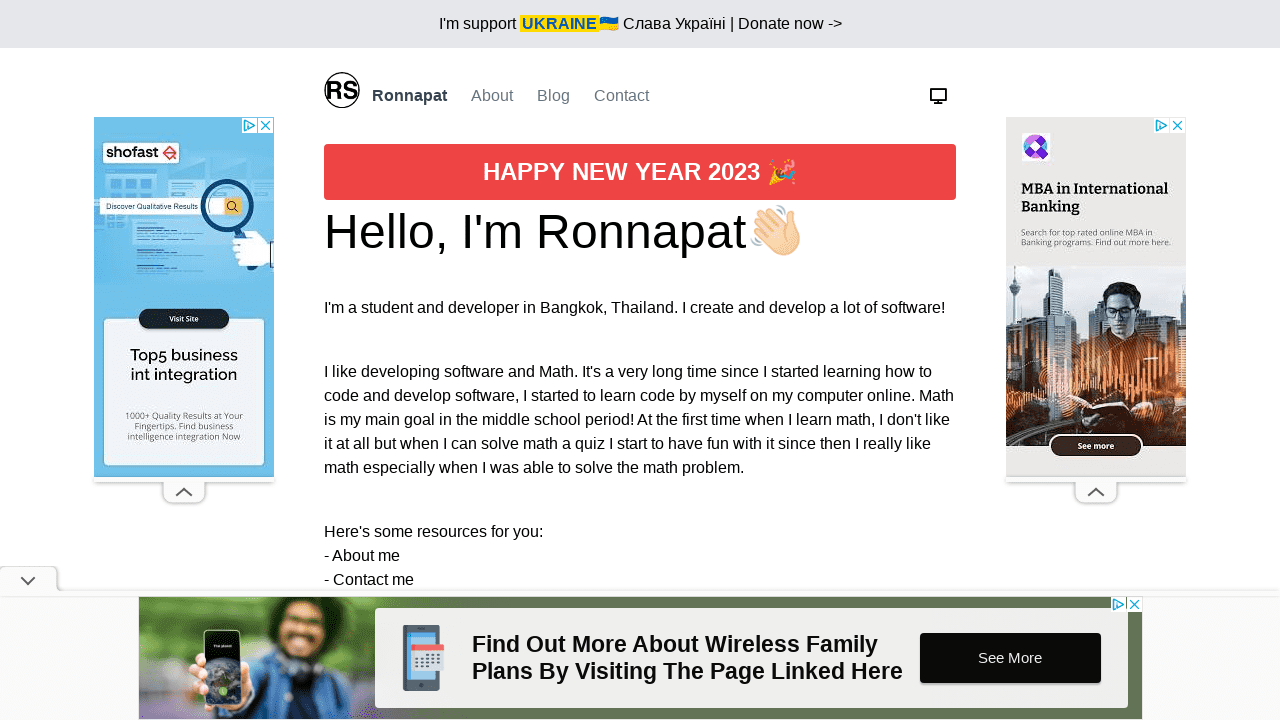 I'm support UKRAINE🇺🇦 Слава Україні | Donate now ->
RS Ronnapat About Blog Contact
HAPPY NEW YEAR 2023 🎉
Hello, I'm Ronnapat👋🏻
I'm a student and developer in Bangkok, Thailand. I create and develop a lot of software!
I like developing software and Math. It's a very long time since I started learning how to
code and develop software, I started to learn code by myself on my computer online. Math
is my main goal in the middle school period! At the first time when I learn math, I don't like
it at all but when I can solve math a quiz I start to have fun with it since then I really like
math especially when I was able to solve the math problem.
Here's some resources for you:
- About me
- Contact me
shofast
Discover Qualitative Results
Visit Site
Top5 business
int integration
1000+ Quality Results at Your
Fingertips. Find business
intelligence integration Now
MBA in International
Banking
Search for top rated online MBA in
Banking programs. Find out more here.
See more
Find Out More About Wireless Family
Plans By Visiting The Page Linked Here
See More